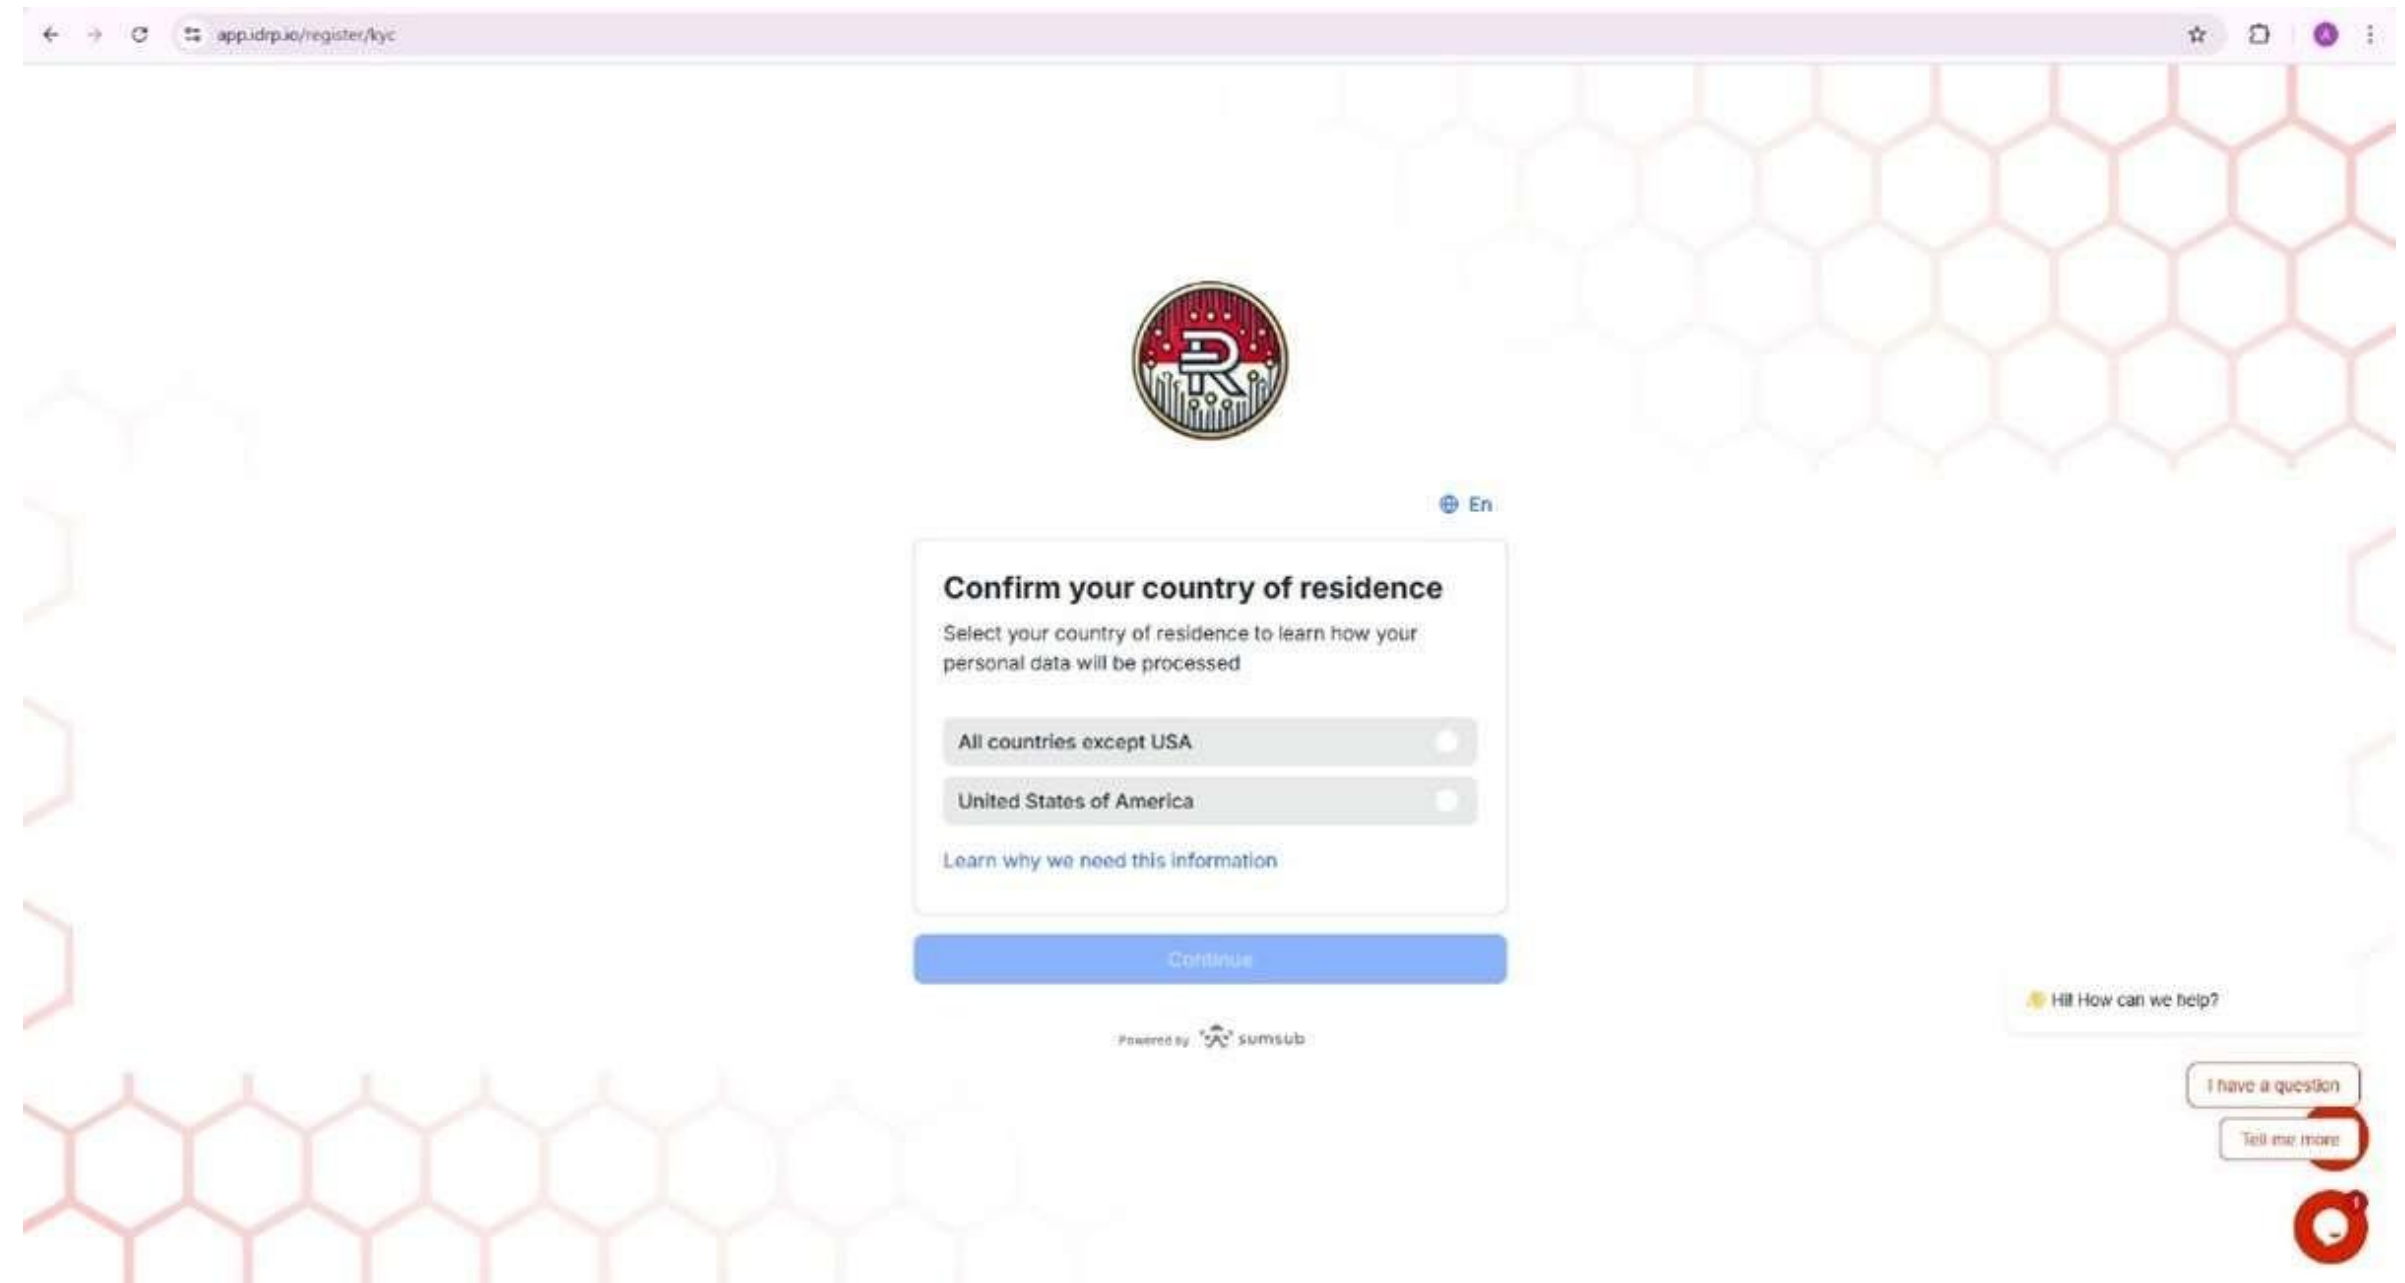 app.idrp.io/register/kyc
A
R
En
Confirm your country of residence
Select your country of residence to learn how your
personal data will be processed
All countries except USA
United States of America
Learn why we need this information
Continue
Powered by sumsub
👋 Hi! How can we help?
I have a question
Tell me more
1